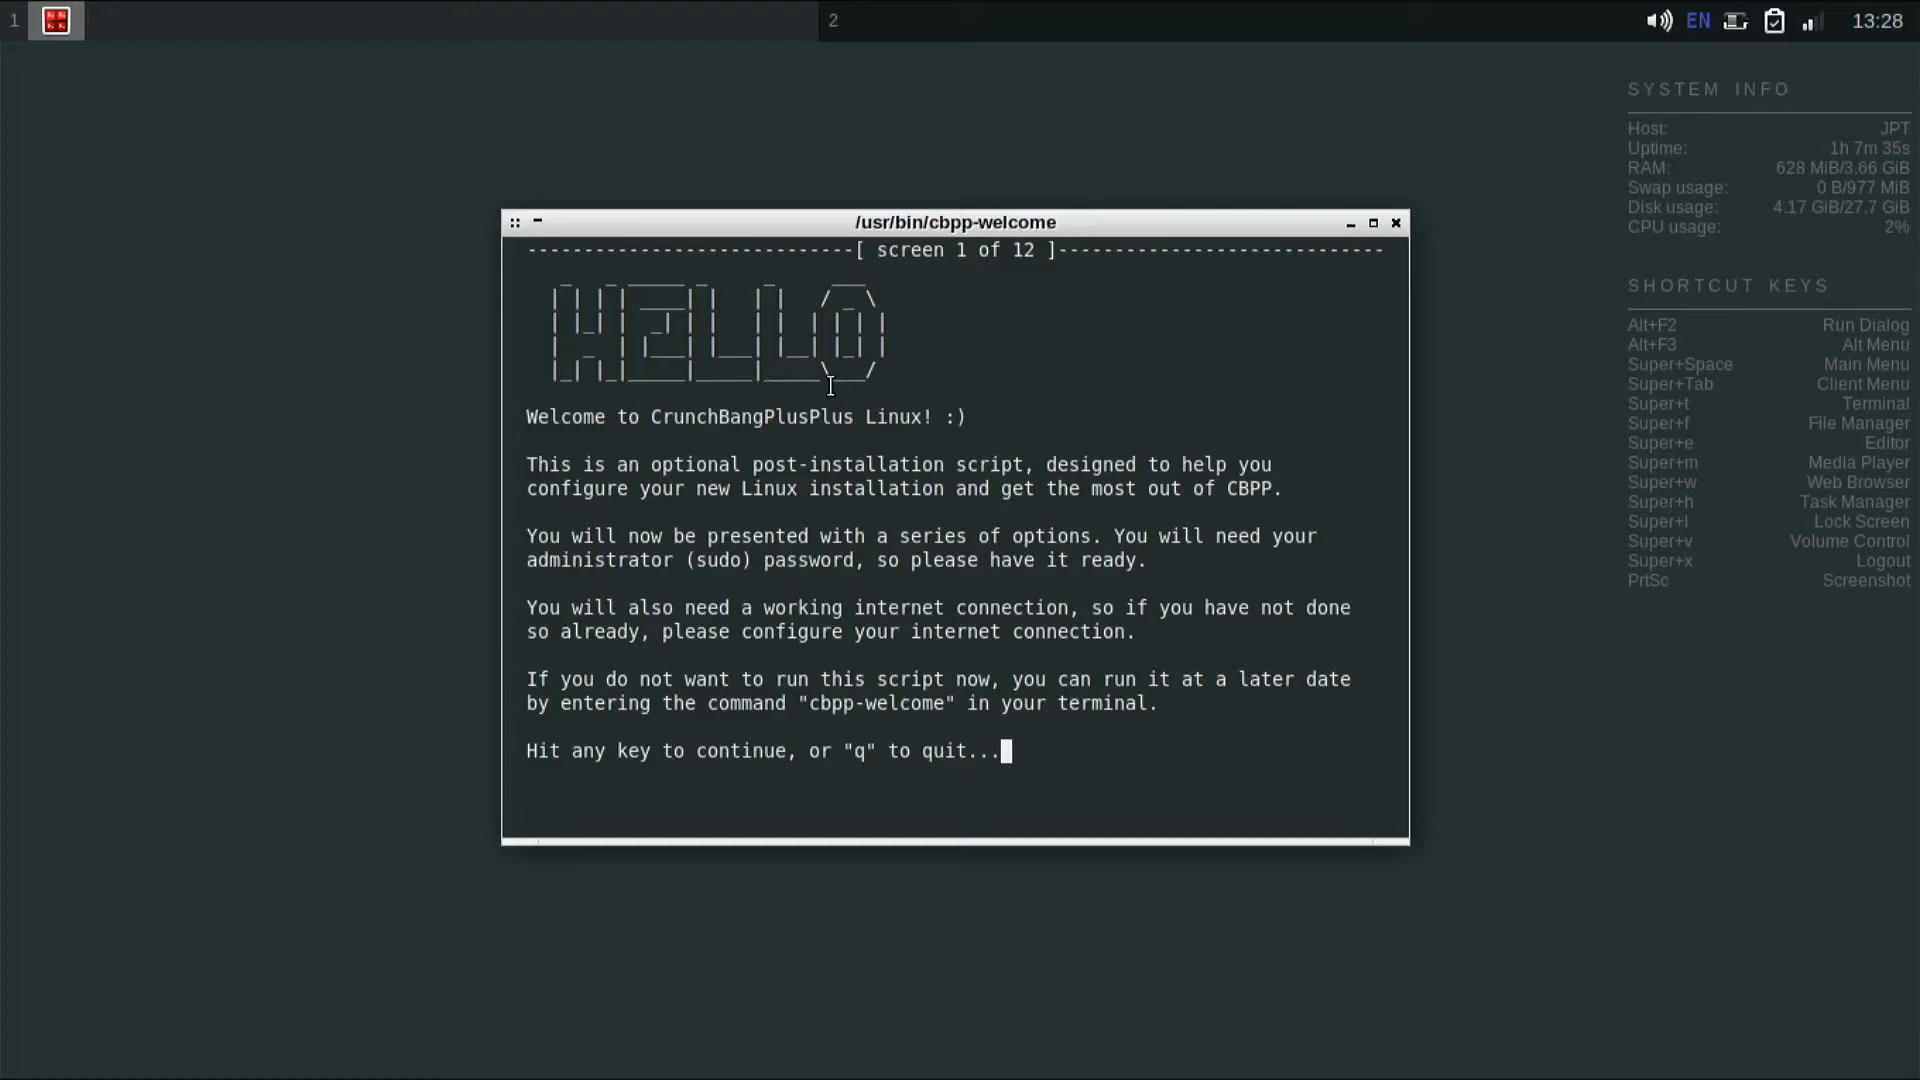 1
2
EN
13:28
SYSTEM INFO
Host: JPT
Uptime: 1h 7m 35s
RAM: 628 MiB/3.66 GiB
Swap usage: 0 B/977 MiB
Disk usage: 4.17 GiB/27.7 GiB
CPU usage: 2%
SHORTCUT KEYS
Alt+F2 Run Dialog
Alt+F3 Alt Menu
Super+Space Main Menu
Super+Tab Client Menu
Super+t Terminal
Super+f File Manager
Super+e Editor
Super+m Media Player
Super+w Web Browser
Super+h Task Manager
Super+l Lock Screen
Super+v Volume Control
Super+x Logout
PrtSc Screenshot
/usr/bin/cbpp-welcome
-----------------------------[ screen 1 of 12 ]-----------------------------
HELLO
Welcome to CrunchBangPlusPlus Linux! :)
This is an optional post-installation script, designed to help you
configure your new Linux installation and get the most out of CBPP.
You will now be presented with a series of options. You will need your
administrator (sudo) password, so please have it ready.
You will also need a working internet connection, so if you have not done
so already, please configure your internet connection.
If you do not want to run this script now, you can run it at a later date
by entering the command "cbpp-welcome" in your terminal.
Hit any key to continue, or "q" to quit...